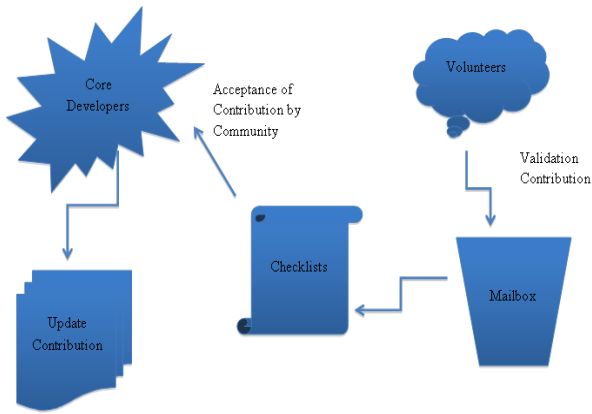 Core
Developers
Acceptance of
Contribution by
Community
Volunteers
Validation
Contribution
Checklists
Mailbox
Update
Contribution